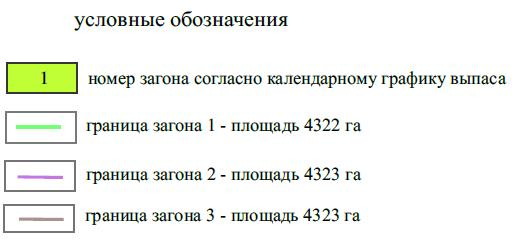 условные обозначения
1 номер загона согласно календарному графику выпаса
граница загона 1 - площадь 4322 га
граница загона 2 - площадь 4323 га
граница загона 3 - площадь 4323 га